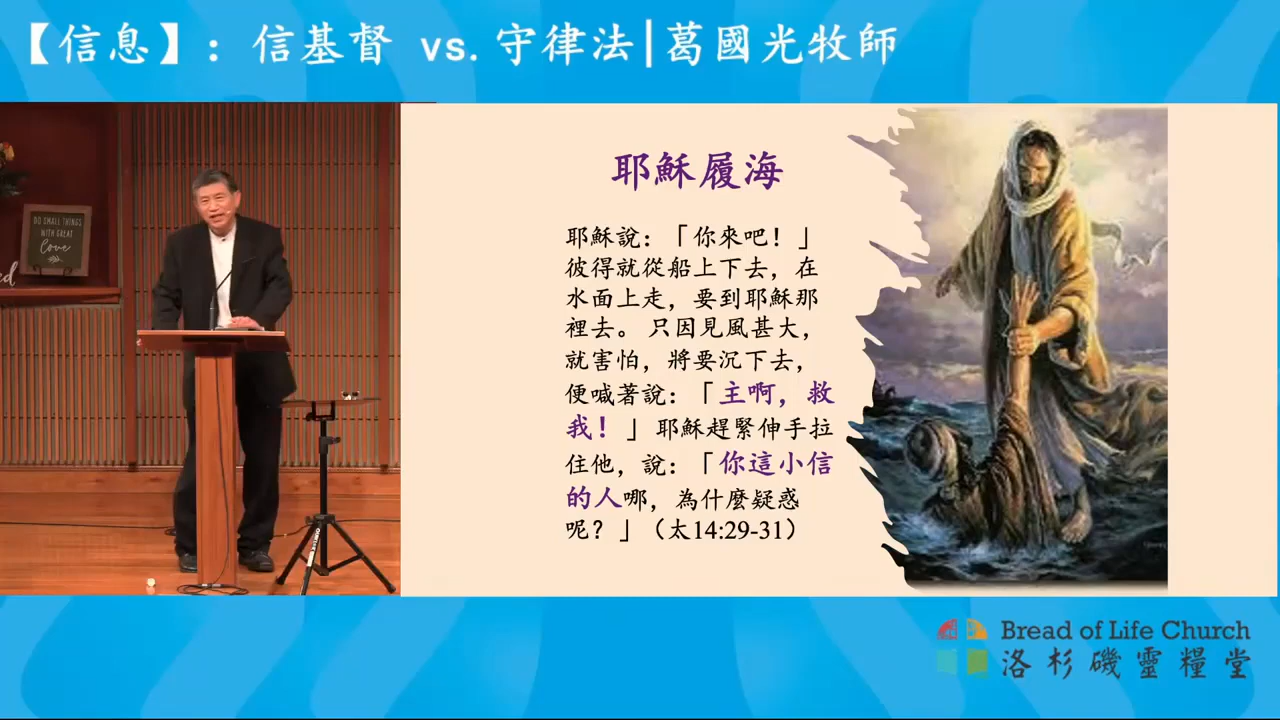 【信息】：信基督 vs. 守律法|葛國光牧師
DO SMALL THINGS
WITH GREAT
Love
耶穌履海
耶穌說：「你來吧！」
彼得就從船上下去，在
水面上走，要到耶穌那
裡去。只因見風甚大，
就害怕，將要沉下去，
便喊著說：「主啊，救
我！」耶穌趕緊伸手拉
住他，說：「你這小信
的人哪，為什麼疑惑
呢？」（太14:29-31）
Bread of Life Church
洛杉磯靈糧堂